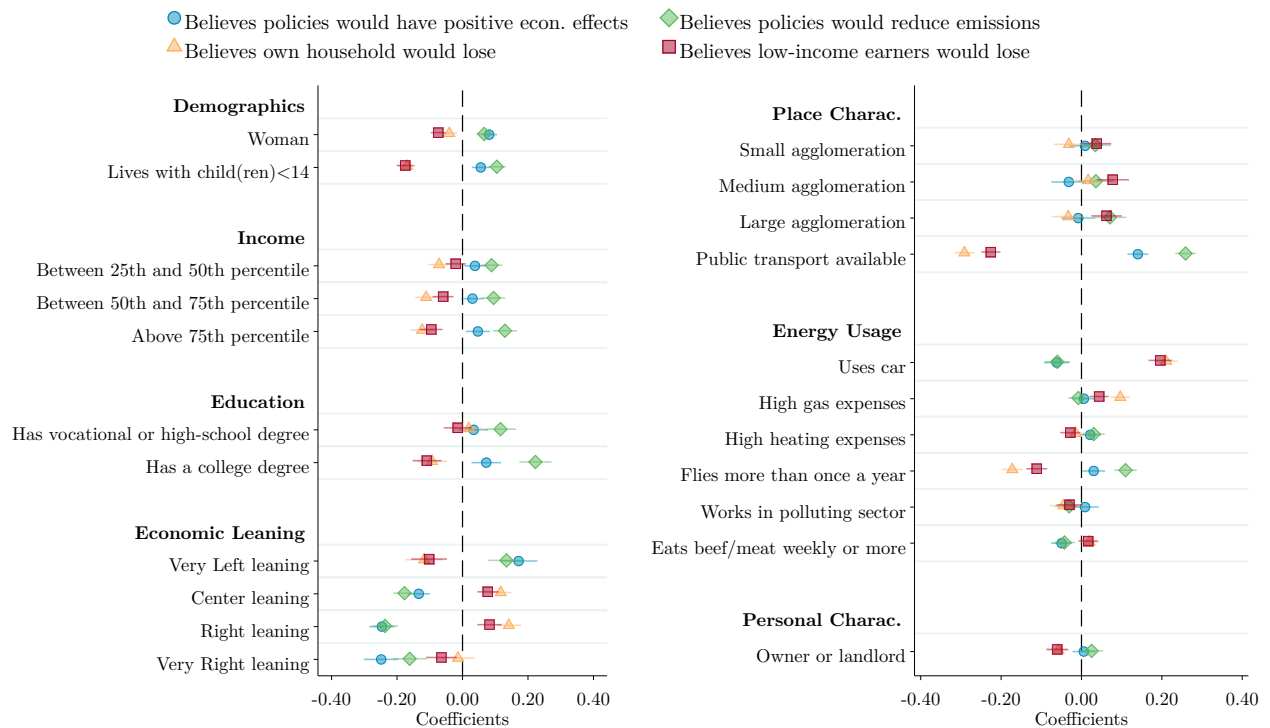 Believes policies would have positive econ. effects
Believes policies would reduce emissions
Believes own household would lose
Believes low-income earners would lose
Demographics
Woman
Lives with child(ren)<14
Income
Between 25th and 50th percentile
Between 50th and 75th percentile
Above 75th percentile
Education
Has vocational or high-school degree
Has a college degree
Economic Leaning
Very Left leaning
Center leaning
Right leaning
Very Right leaning
-0.40 -0.20 0.00 0.20 0.40
Coefficients
Place Charac.
Small agglomeration
Medium agglomeration
Large agglomeration
Public transport available
Energy Usage
Uses car
High gas expenses
High heating expenses
Flies more than once a year
Works in polluting sector
Eats beef/meat weekly or more
Personal Charac.
Owner or landlord
-0.40 -0.20 0.00 0.20 0.40
Coefficients